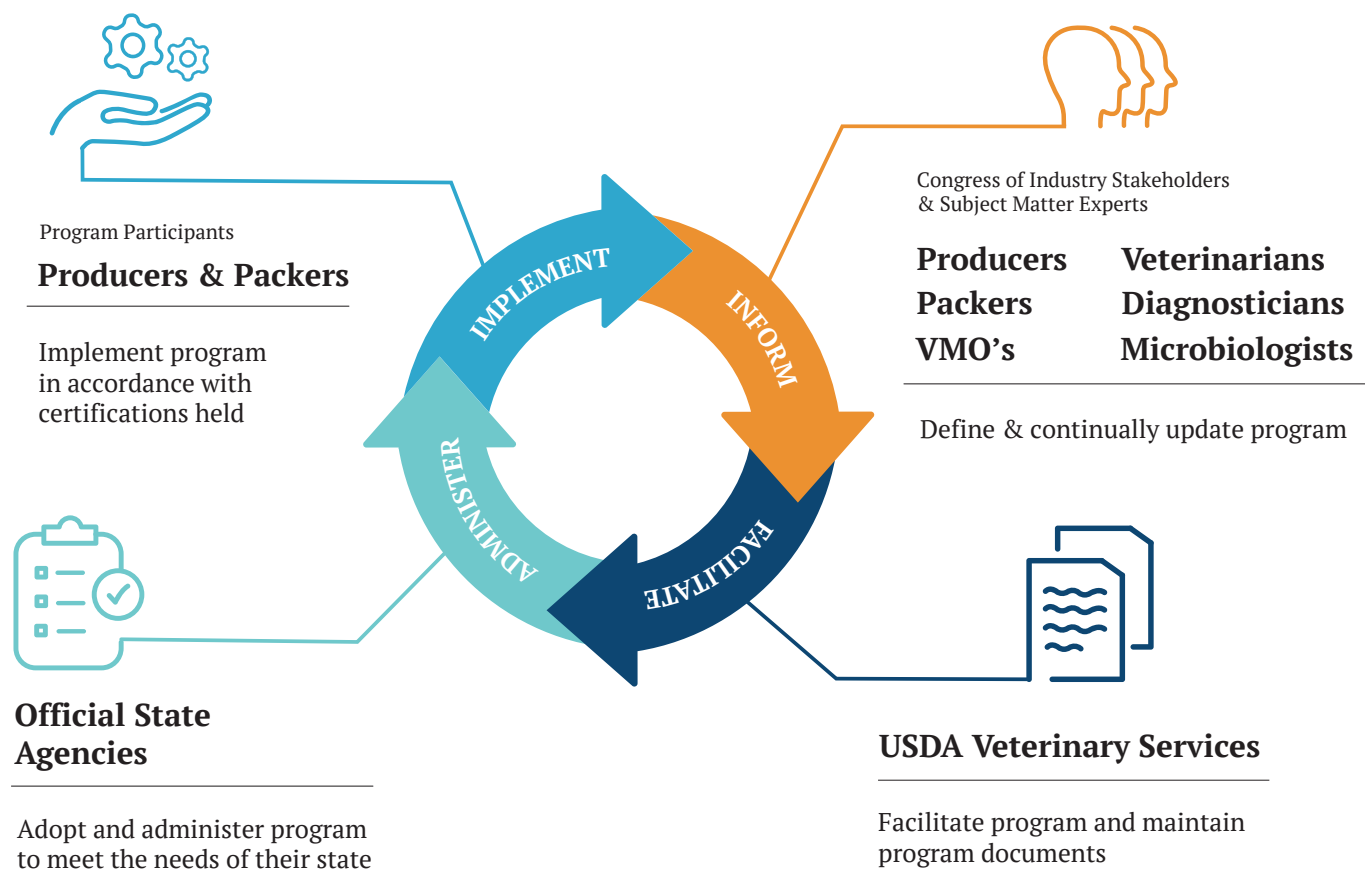 Program Participants
Producers & Packers
Implement program
in accordance with
certifications held
IMPLEMENT
INFORM
FACILITATE
ADMINISTER
Congress of Industry Stakeholders
& Subject Matter Experts
Producers Veterinarians
Packers Diagnosticians
VMO’s Microbiologists
Define & continually update program
Official State
Agencies
Adopt and administer program
to meet the needs of their state
USDA Veterinary Services
Facilitate program and maintain
program documents